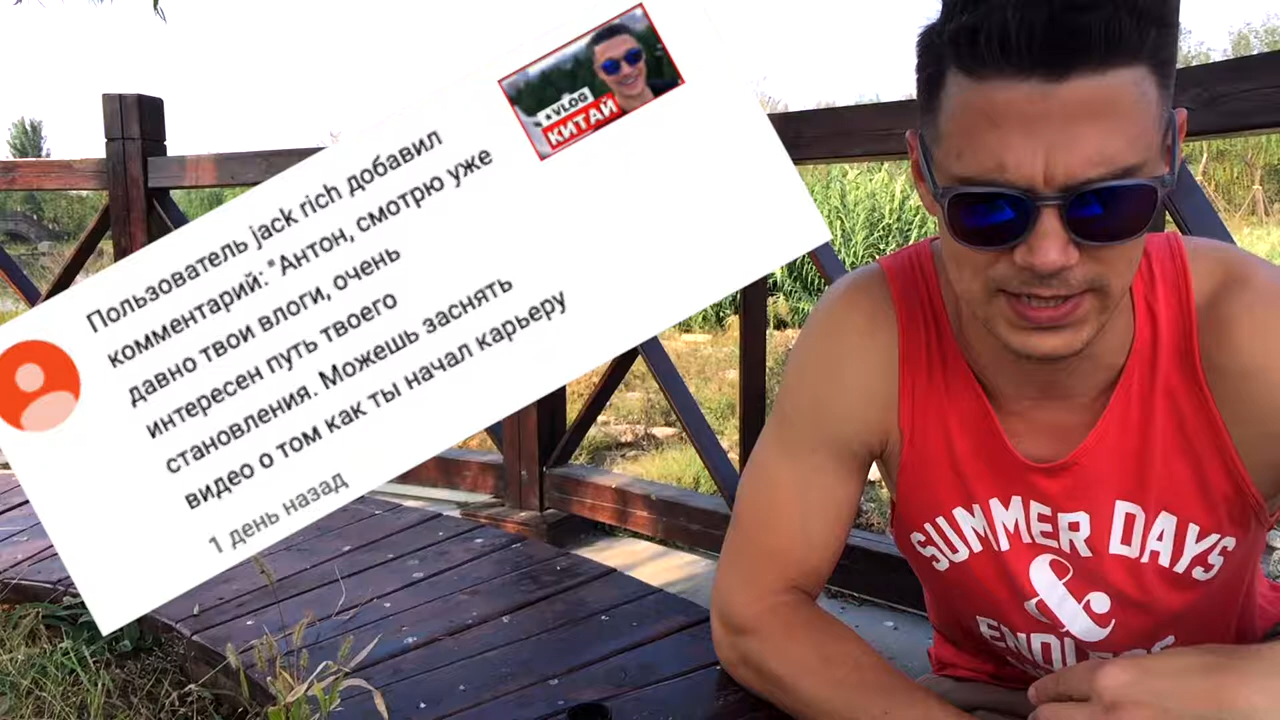 Пользователь jack rich добавил
комментарий: "Антон, смотрю уже
давно твои влоги, очень
интересен путь твоего
становления. Можешь заснять
видео о том как ты начал карьеру
1 день назад
VLOG
КИТАЙ
SUMMER DAYS
&
ENDLESS